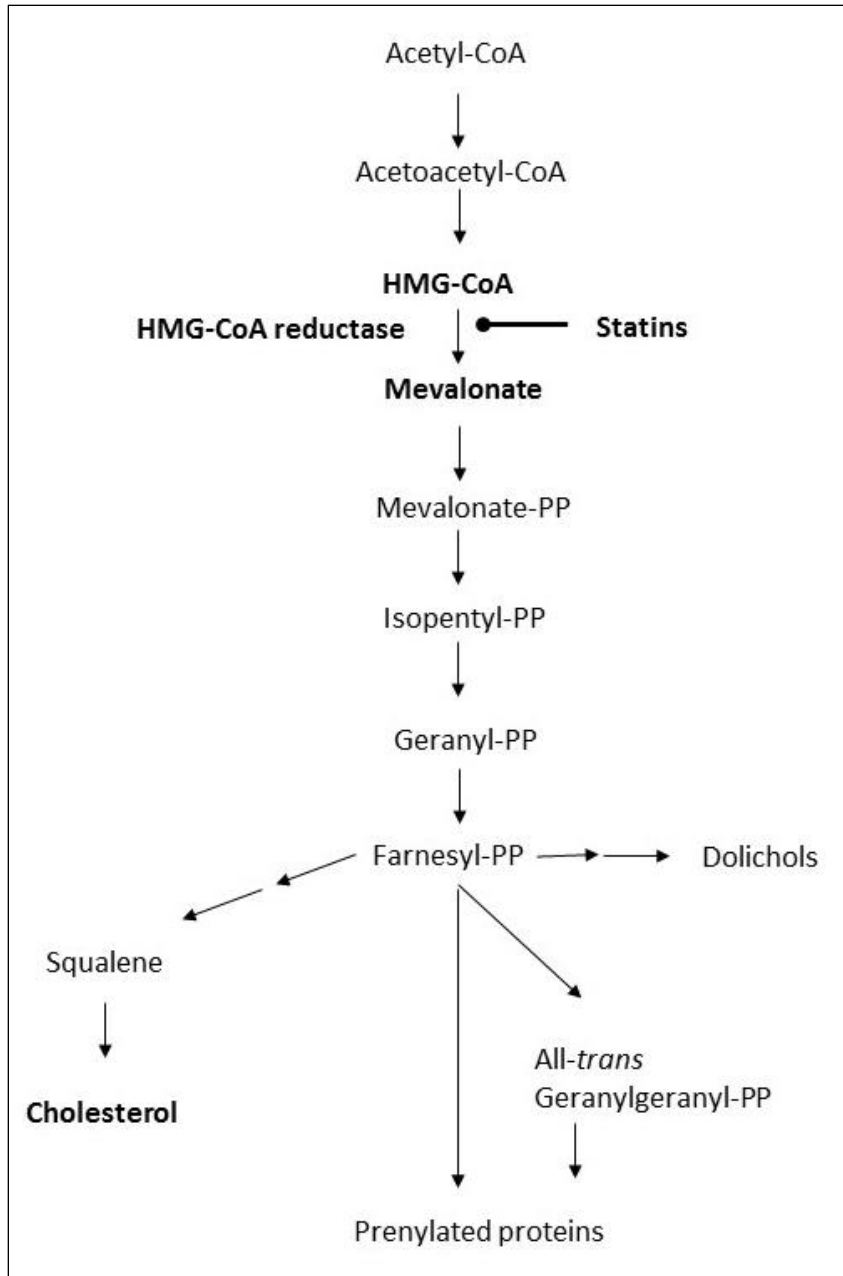 Acetyl-CoA
Acetoacetyl-CoA
HMG-CoA
HMG-CoA reductase
Statins
Mevalonate
Mevalonate-PP
Isopentyl-PP
Geranyl-PP
Farnesyl-PP
Dolichols
Squalene
All-trans
Geranylgeranyl-PP
Cholesterol
Prenylated proteins